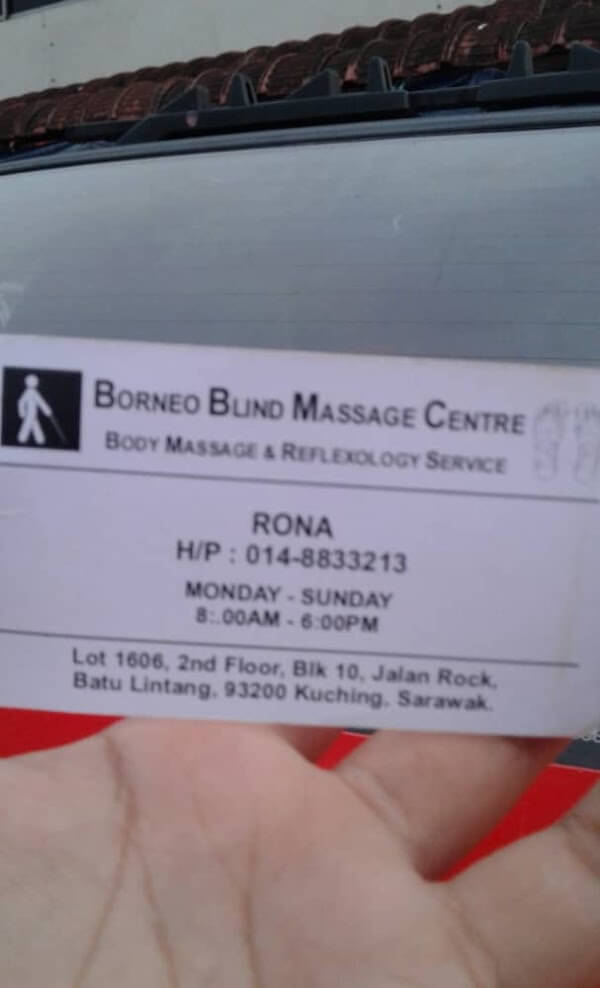 BORNEO BLIND MASSAGE CENTRE
BODY MASSAGE & REFLEXOLOGY SERVICE
RONA
H/P : 014-8833213
MONDAY - SUNDAY
8:.00AM - 6:00PM
Lot 1606, 2nd Floor, Blk 10, Jalan Rock,
Batu Lintang, 93200 Kuching, Sarawak.